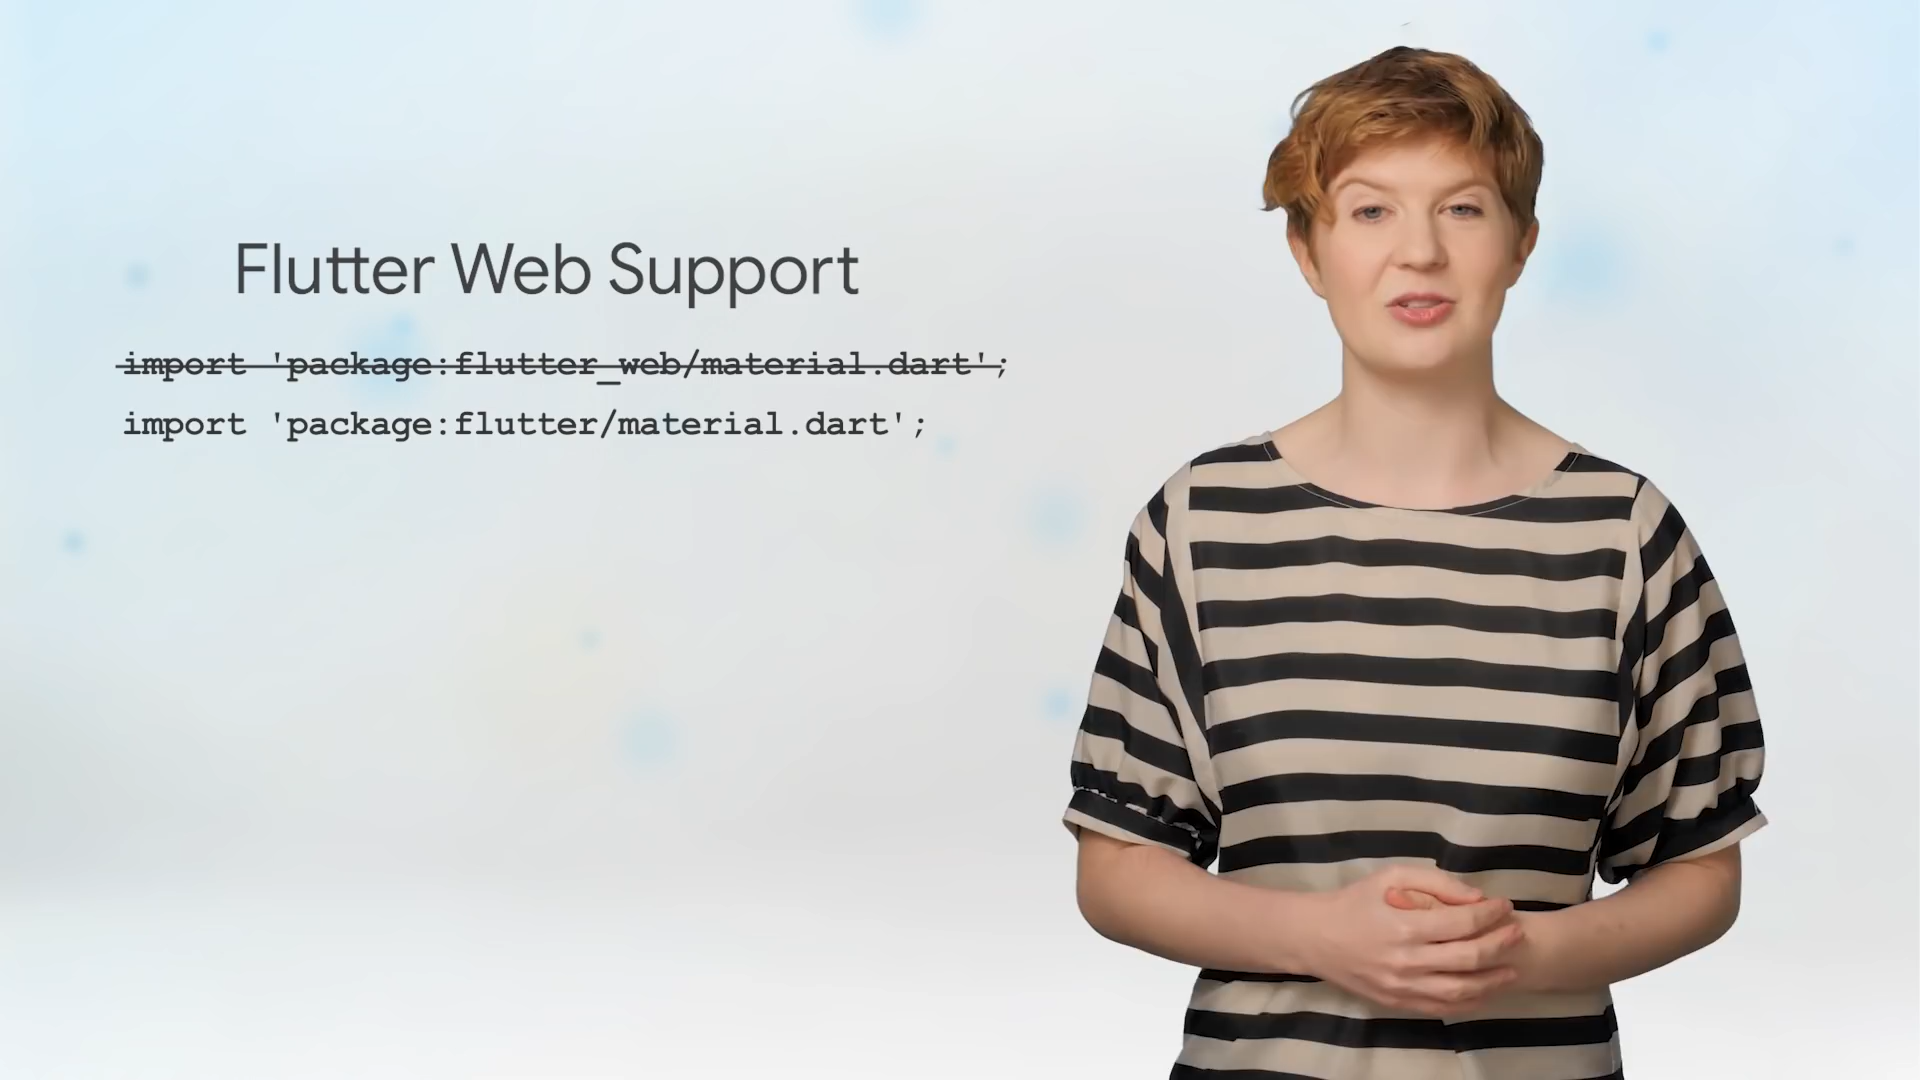 Flutter Web Support
import 'package:flutter_web/material.dart';
import 'package:flutter/material.dart';